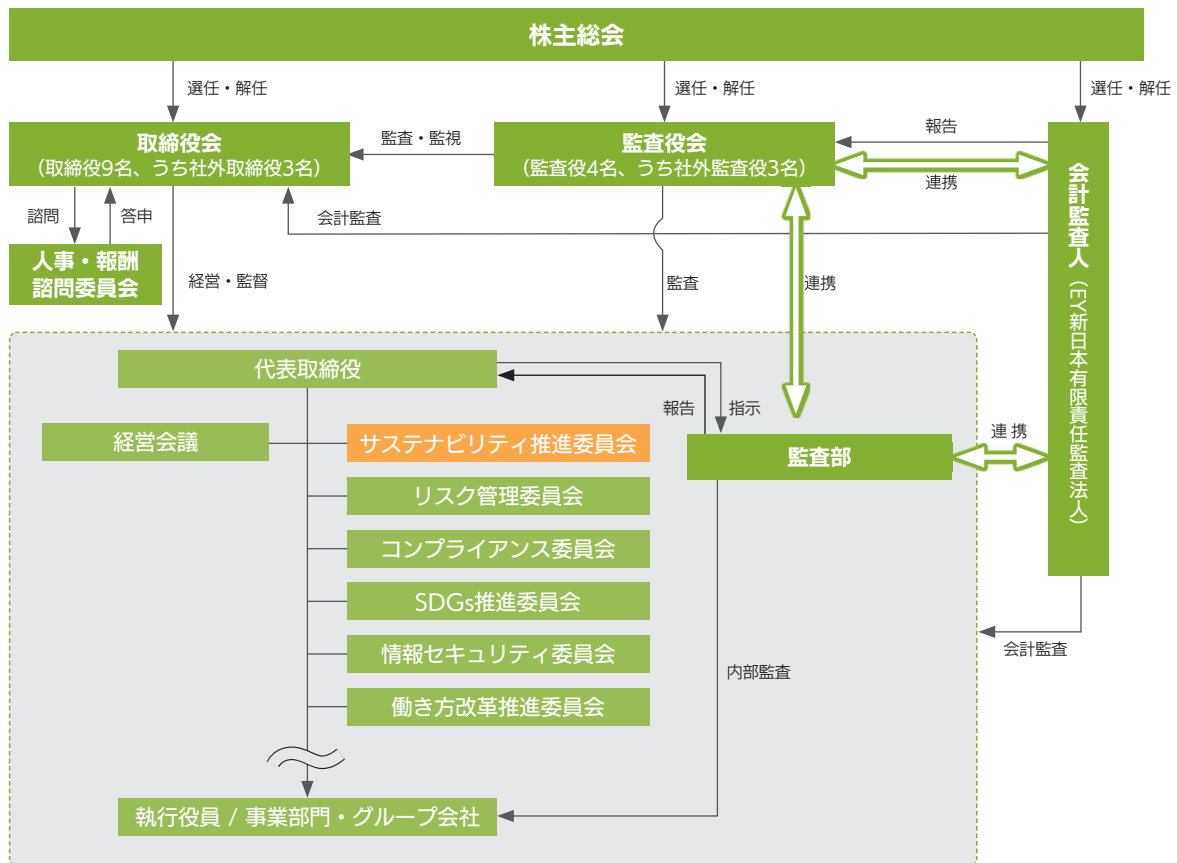 株主総会
選任・解任
選任・解任
選任・解任
取締役会
（取締役9名、うち社外取締役3名）
監査・監視
監査役会
（監査役4名、うち社外監査役3名）
報告
連携
会計監査人（EY新日本有限責任監査法人）
諮問
答申
会計監査
人事・報酬
諮問委員会
経営・監督
監査
連携
代表取締役
報告
指示
経営会議
サステナビリティ推進委員会
監査部
連携
リスク管理委員会
コンプライアンス委員会
SDGs推進委員会
情報セキュリティ委員会
会計監査
内部監査
働き方改革推進委員会
執行役員 / 事業部門・グループ会社